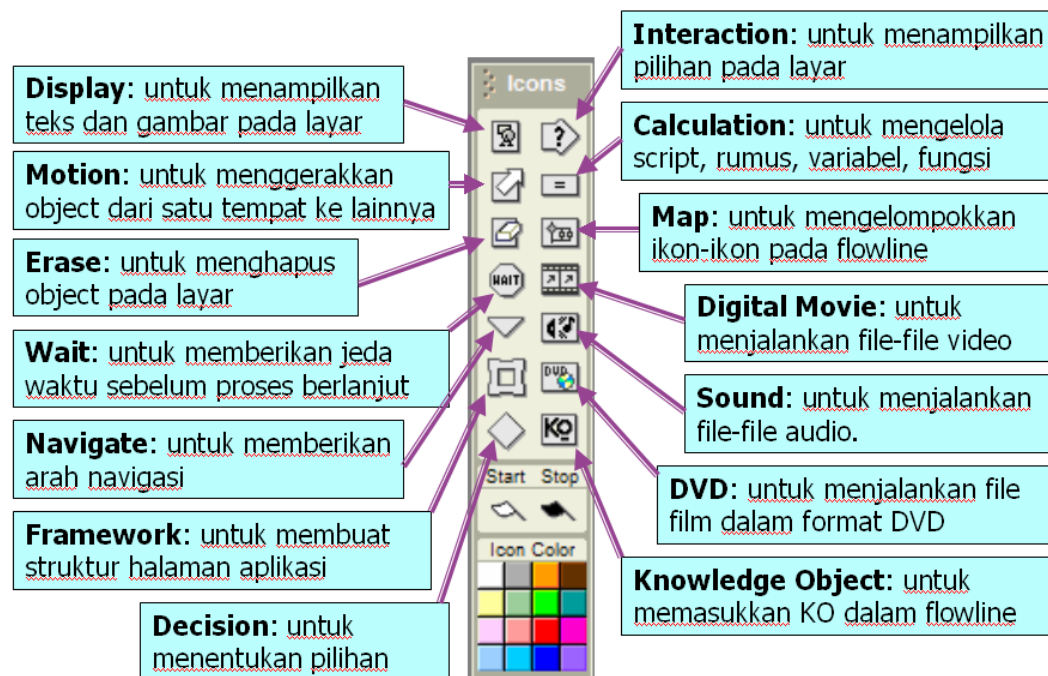 Interaction: untuk menampilkan
pilihan pada layar
Icons
Display: untuk menampilkan
teks dan gambar pada layar
Calculation: untuk mengelola
script, rumus, variabel, fungsi
Motion: untuk menggerakkan
object dari satu tempat ke lainnya
Map: untuk mengelompokkan
ikon-ikon pada flowline
Erase: untuk menghapus
object pada layar
WAIT
Digital Movie: untuk
menjalankan file-file video
Wait: untuk memberikan jeda
waktu sebelum proses berlanjut
DVD
Sound: untuk menjalankan
file-file audio.
Navigate: untuk memberikan
arah navigasi
KO
Start Stop
DVD: untuk menjalankan file
film dalam format DVD
Framework: untuk membuat
struktur halaman aplikasi
Icon Color
Knowledge Object: untuk
memasukkan KO dalam flowline
Decision: untuk
menentukan pilihan